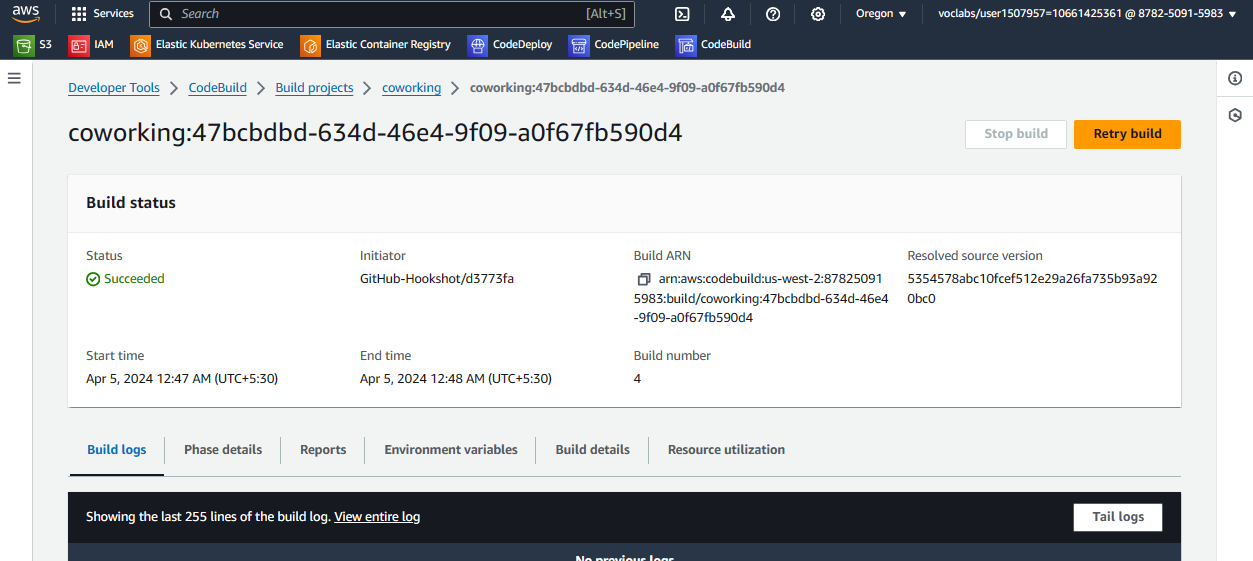 aws Services Search [Alt+S] Oregon ▼ voclabs/user1507957=10661425361 @ 8782-5091-5983 ▼
S3 IAM Elastic Kubernetes Service Elastic Container Registry CodeDeploy CodePipeline CodeBuild
Developer Tools > CodeBuild > Build projects > coworking > coworking:47bcbdbd-634d-46e4-9f09-a0f67fb590d4
coworking:47bcbdbd-634d-46e4-9f09-a0f67fb590d4 Stop build Retry build
Build status
Status Initiator Build ARN Resolved source version
Succeeded GitHub-Hookshot/d3773fa arn:aws:codebuild:us-west-2:87825091 5354578abc10fcef512e29a26fa735b93a92
5983:build/coworking:47bcbdbd-634d-46e4 0bc0
-9f09-a0f67fb590d4
Start time End time Build number
Apr 5, 2024 12:47 AM (UTC+5:30) Apr 5, 2024 12:48 AM (UTC+5:30) 4
Build logs Phase details Reports Environment variables Build details Resource utilization
Showing the last 255 lines of the build log. View entire log Tail logs
No previous logs